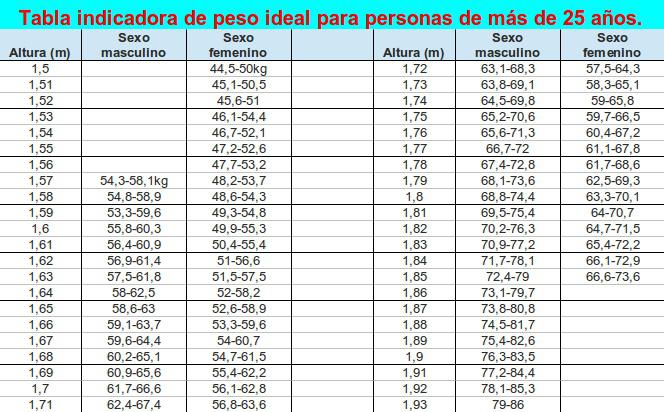 Tabla indicadora de peso ideal para personas de más de 25 años.
Altura (m) Sexo masculino Sexo femenino Altura (m) Sexo masculino Sexo femenino
1,5 44,5-50kg 1,72 63,1-68,3 57,5-64,3
1,51 45,1-50,5 1,73 63,8-69,1 58,3-65,1
1,52 45,6-51 1,74 64,5-69,8 59-65,8
1,53 46,1-54,4 1,75 65,2-70,6 59,7-66,5
1,54 46,7-52,1 1,76 65,6-71,3 60,4-67,2
1,55 47,2-52,6 1,77 66,7-72 61,1-67,8
1,56 47,7-53,2 1,78 67,4-72,8 61,7-68,6
1,57 54,3-58,1kg 48,2-53,7 1,79 68,1-73,6 62,5-69,3
1,58 54,8-58,9 48,6-54,3 1,8 68,8-74,4 63,3-70,1
1,59 53,3-59,6 49,3-54,8 1,81 69,5-75,4 64-70,7
1,6 55,8-60,3 49,9-55,3 1,82 70,2-76,3 64,7-71,5
1,61 56,4-60,9 50,4-55,4 1,83 70,9-77,2 65,4-72,2
1,62 56,9-61,4 51-56,6 1,84 71,7-78,1 66,1-72,9
1,63 57,5-61,8 51,5-57,5 1,85 72,4-79 66,6-73,6
1,64 58-62,5 52-58,2 1,86 73,1-79,7
1,65 58,6-63 52,6-58,9 1,87 73,8-80,8
1,66 59,1-63,7 53,3-59,6 1,88 74,5-81,7
1,67 59,6-64,4 54-60,7 1,89 75,4-82,6
1,68 60,2-65,1 54,7-61,5 1,9 76,3-83,5
1,69 60,9-65,6 55,4-62,2 1,91 77,2-84,4
1,7 61,7-66,6 56,1-62,8 1,92 78,1-85,3
1,71 62,4-67,4 56,8-63,6 1,93 79-86